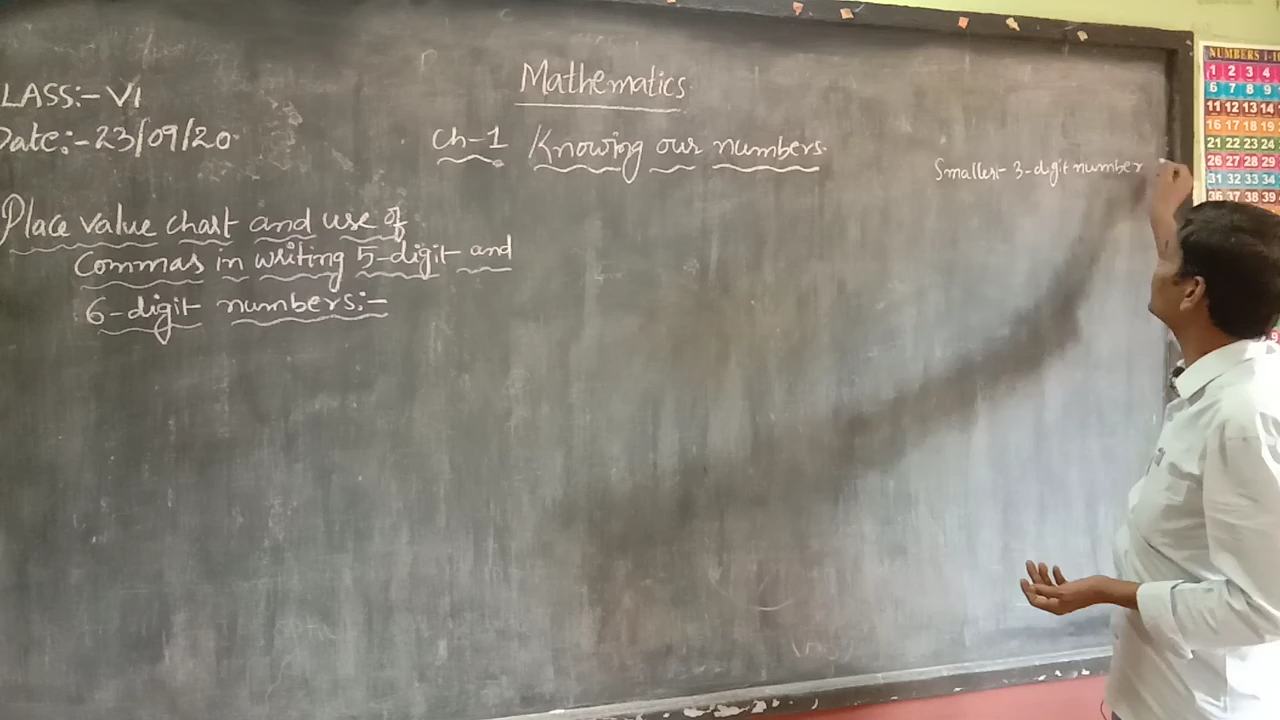 Mathematics
LASS:- VI
Date:- 23/09/20
Ch-1 Knowing our numbers.
Smallest 3-digit number
Place value chart and use of
Commas in writing 5-digit and
6-digit numbers:-
NUMBERS 1-10
1 2 3 4
6 7 8 9
11 12 13 14
16 17 18 19
21 22 23 24
26 27 28 29
31 32 33 34
36 37 38 39